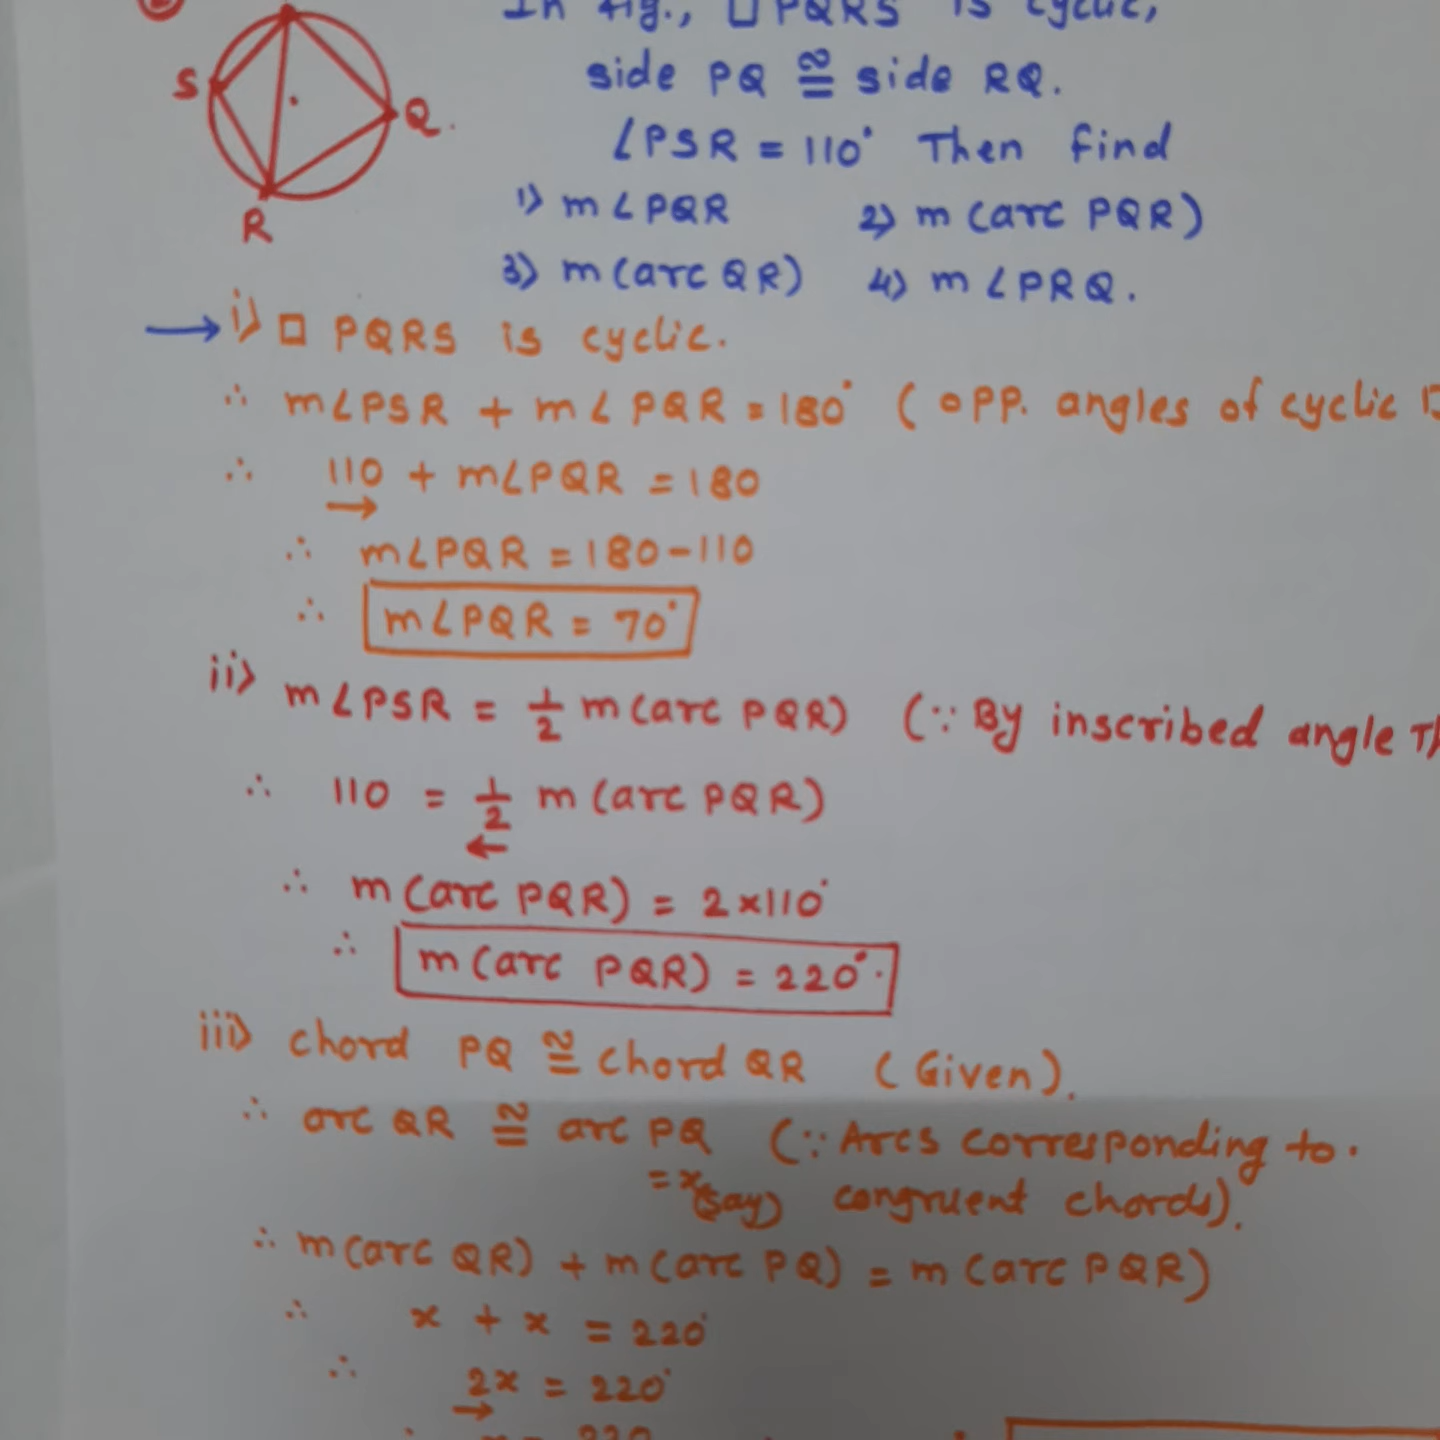 In fig., □ PQRS is cyclic,
side PQ ≅ side RQ.
∠PSR = 110° Then find
1) m∠PQR 2) m(arc PQR)
3) m(arc QR) 4) m∠PRQ.
S
Q
R
→ i) □ PQRS is cyclic.
∴ m∠PSR + m∠PQR = 180° (opp. angles of cyclic
∴ 110 + m∠PQR = 180
∴ m∠PQR = 180-110
∴ m∠PQR = 70°
ii) m∠PSR = 1/2 m(arc PQR) (∵ By inscribed angle Th
∴ 110 = 1/2 m(arc PQR)
∴ m(arc PQR) = 2×110°
∴ m(arc PQR) = 220°.
iii) chord PQ ≅ chord QR (Given).
∴ arc QR ≅ arc PQ (∵ Arcs corresponding to.
= x (say) congruent chords).
∴ m(arc QR) + m(arc PQ) = m(arc PQR)
∴ x + x = 220°
∴ 2x = 220°